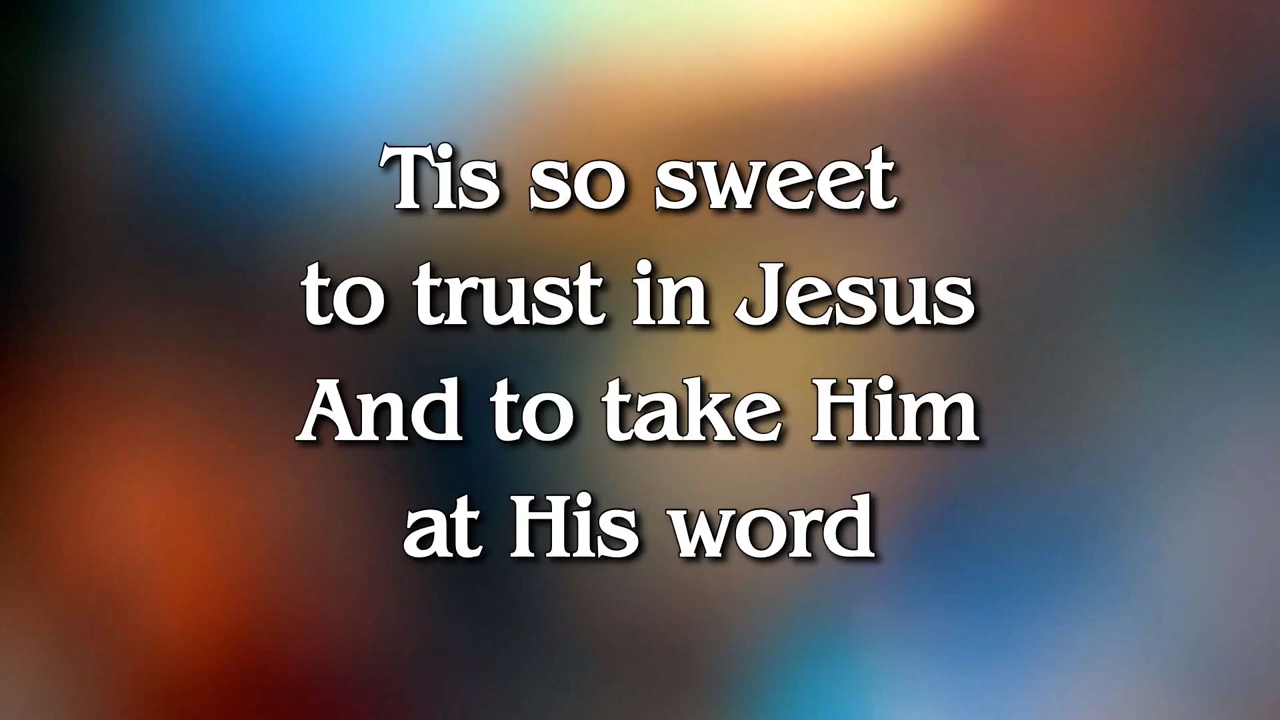 Tis so sweet
to trust in Jesus
And to take Him
at His word